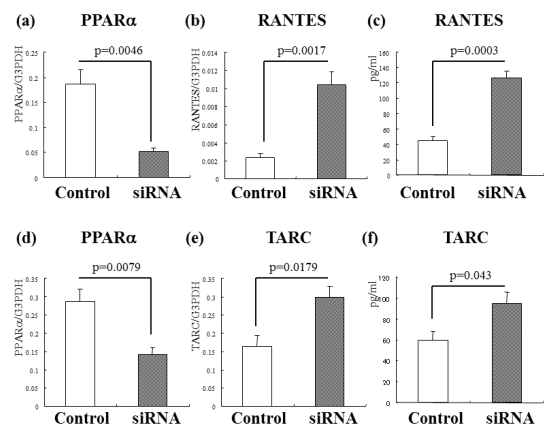 (a) PPARα
p=0.0046
PPARα/G3PDH
0.25
0.2
0.15
0.1
0.05
0
Control siRNA
(b) RANTES
p=0.0017
RANTES/G3PDH
0.014
0.012
0.01
0.008
0.006
0.004
0.002
0
Control siRNA
(c) RANTES
p=0.0003
pg/ml
160
140
120
100
80
60
40
20
0
Control siRNA
(d) PPARα
p=0.0079
PPARα/G3PDH
0.35
0.3
0.25
0.2
0.15
0.1
0.05
0
Control siRNA
(e) TARC
p=0.0179
TARC/G3PDH
0.35
0.3
0.25
0.2
0.15
0.1
0.05
0
Control siRNA
(f) TARC
p=0.043
pg/ml
120
100
80
60
40
20
0
Control siRNA